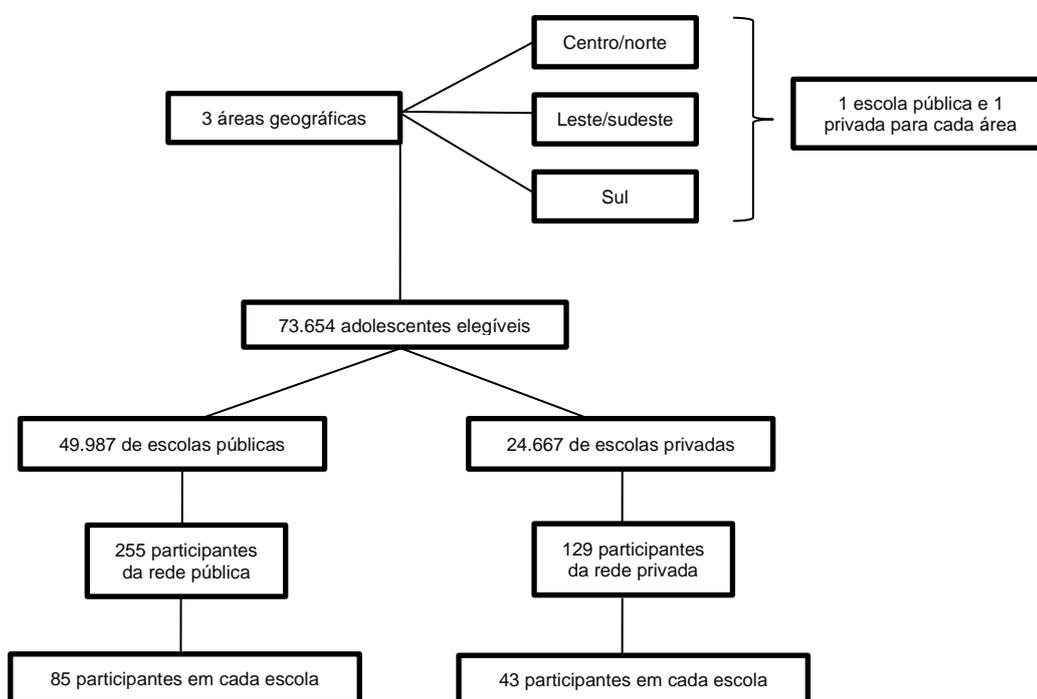 Centro/norte
3 áreas geográficas
Leste/sudeste
Sul
1 escola pública e 1
privada para cada área
73.654 adolescentes elegíveis
49.987 de escolas públicas
24.667 de escolas privadas
255 participantes
da rede pública
129 participantes
da rede privada
85 participantes em cada escola
43 participantes em cada escola